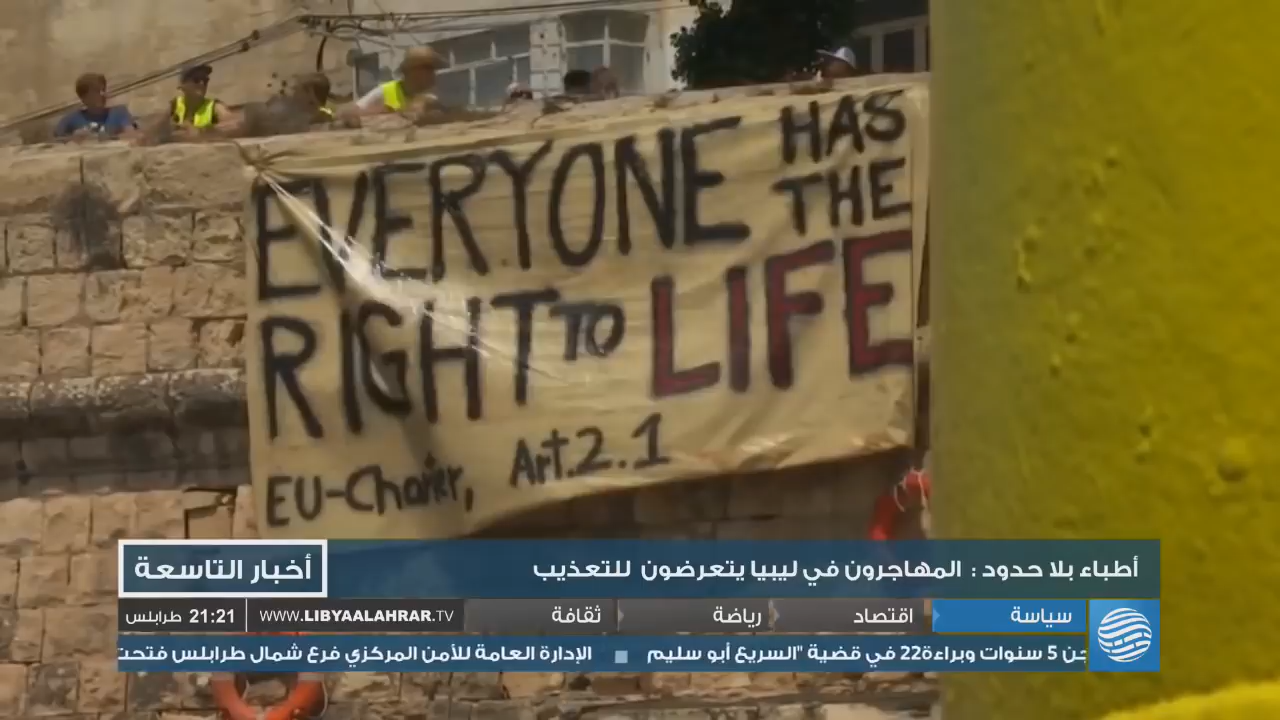 EVERYONE HAS THE
RIGHT TO LIFE
EU-Charter, Art.2.1
أطباء بلا حدود : المهاجرون في ليبيا يتعرضون للتعذيب
أخبار التاسعة
سياسة
اقتصاد
رياضة
ثقافة
WWW.LIBYAALAHRAR.TV
21:21 طرابلس
5 سنوات وبراءة22 في قضية "السريع أبو سليم ■ الإدارة العامة للأمن المركزي فرع شمال طرابلس